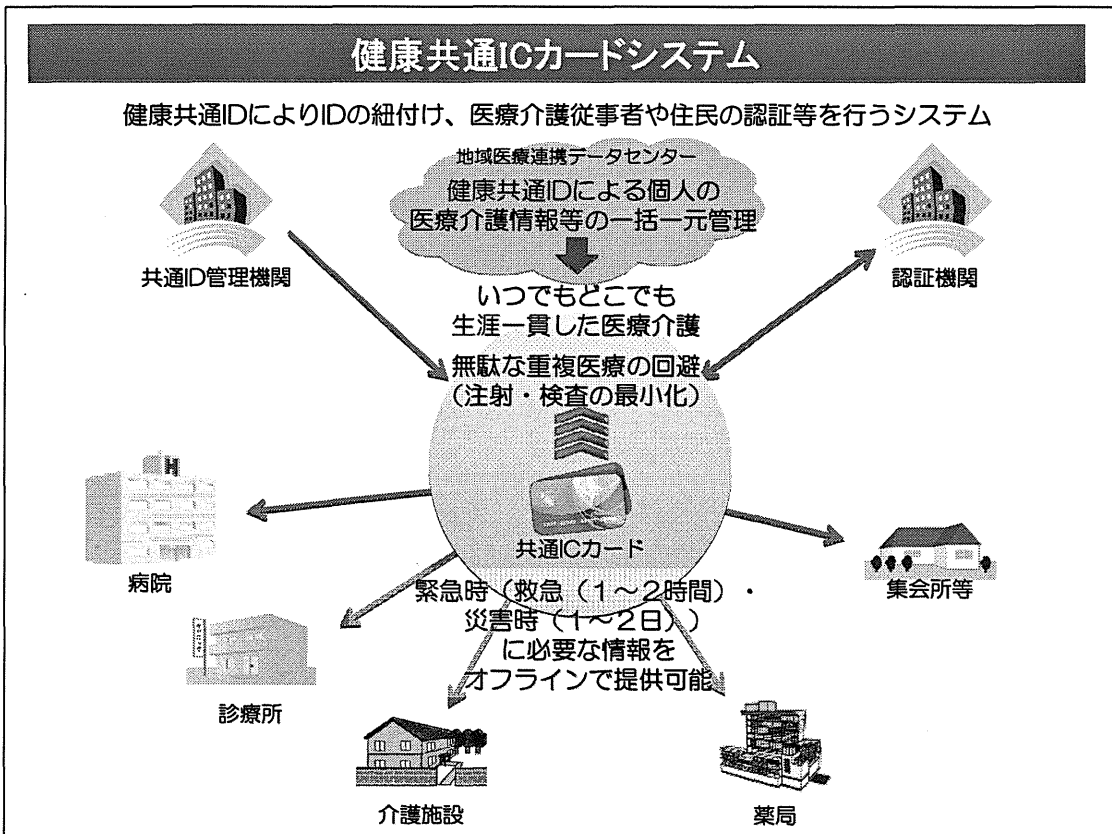 健康共通ICカードシステム
健康共通IDによりIDの紐付け、医療介護従事者や住民の認証等を行うシステム
地域医療連携データセンター
健康共通IDによる個人の
医療介護情報等の一括一元管理
共通ID管理機関
認証機関
いつでもどこでも
生涯一貫した医療介護
無駄な重複医療の回避
(注射・検査の最小化)
共通ICカード
病院
集会所等
緊急時(救急(1~2時間)・
災害時(1~2日))
に必要な情報を
オフラインで提供可能
診療所
介護施設
薬局